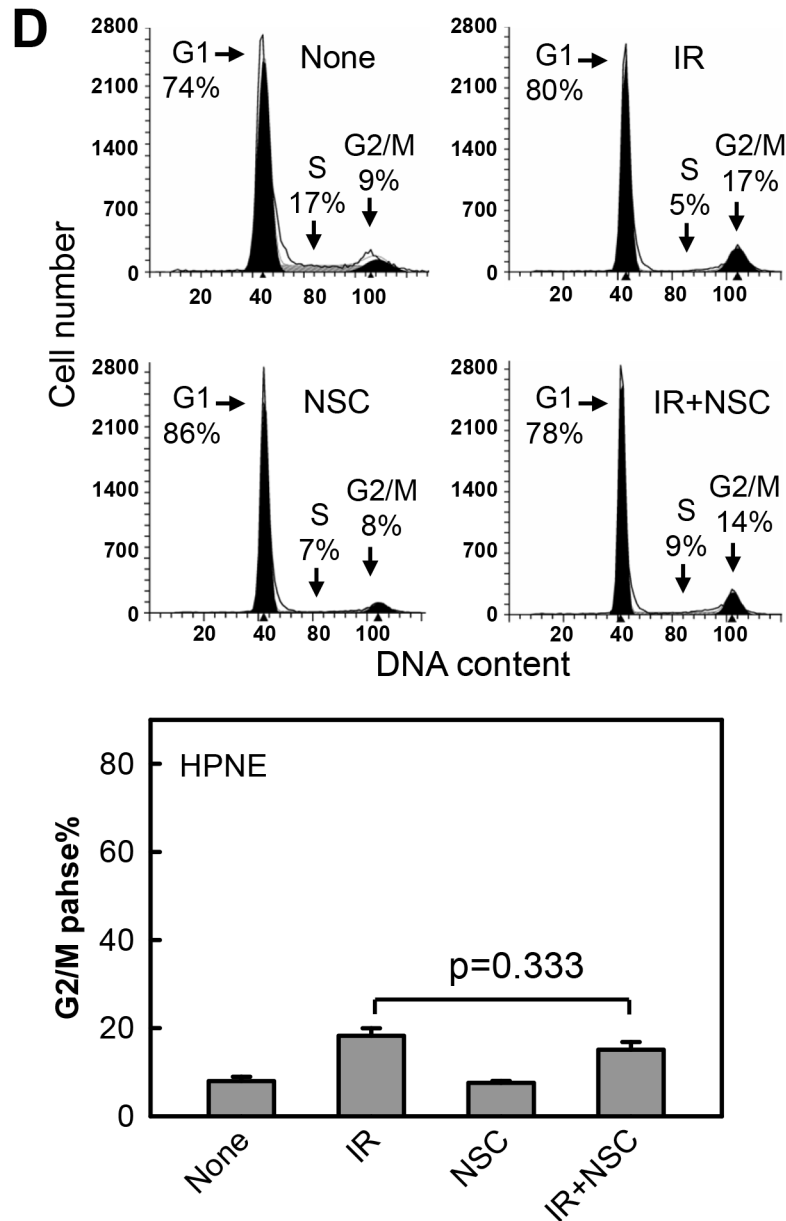 D
2800
2100
1400
700
0
G1
74%
None
S
17%
G2/M
9%
20 40 80 100
2800
2100
1400
700
0
G1
80%
IR
S
5%
G2/M
17%
20 40 80 100
Cell number
2800
2100
1400
700
0
G1
86%
NSC
S
7%
G2/M
8%
20 40 80 100
2800
2100
1400
700
0
G1
78%
IR+NSC
S
9%
G2/M
14%
20 40 80 100
DNA content
G2/M pahse%
80
60
40
20
0
HPNE
p=0.333
None
IR
NSC
IR+NSC